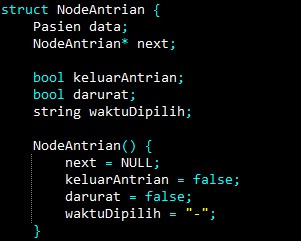 struct NodeAntrian {
Pasien data;
NodeAntrian* next;
bool keluarAntrian;
bool darurat;
string waktuDipilih;
NodeAntrian() {
next = NULL;
keluarAntrian = false;
darurat = false;
waktuDipilih = "-";
}